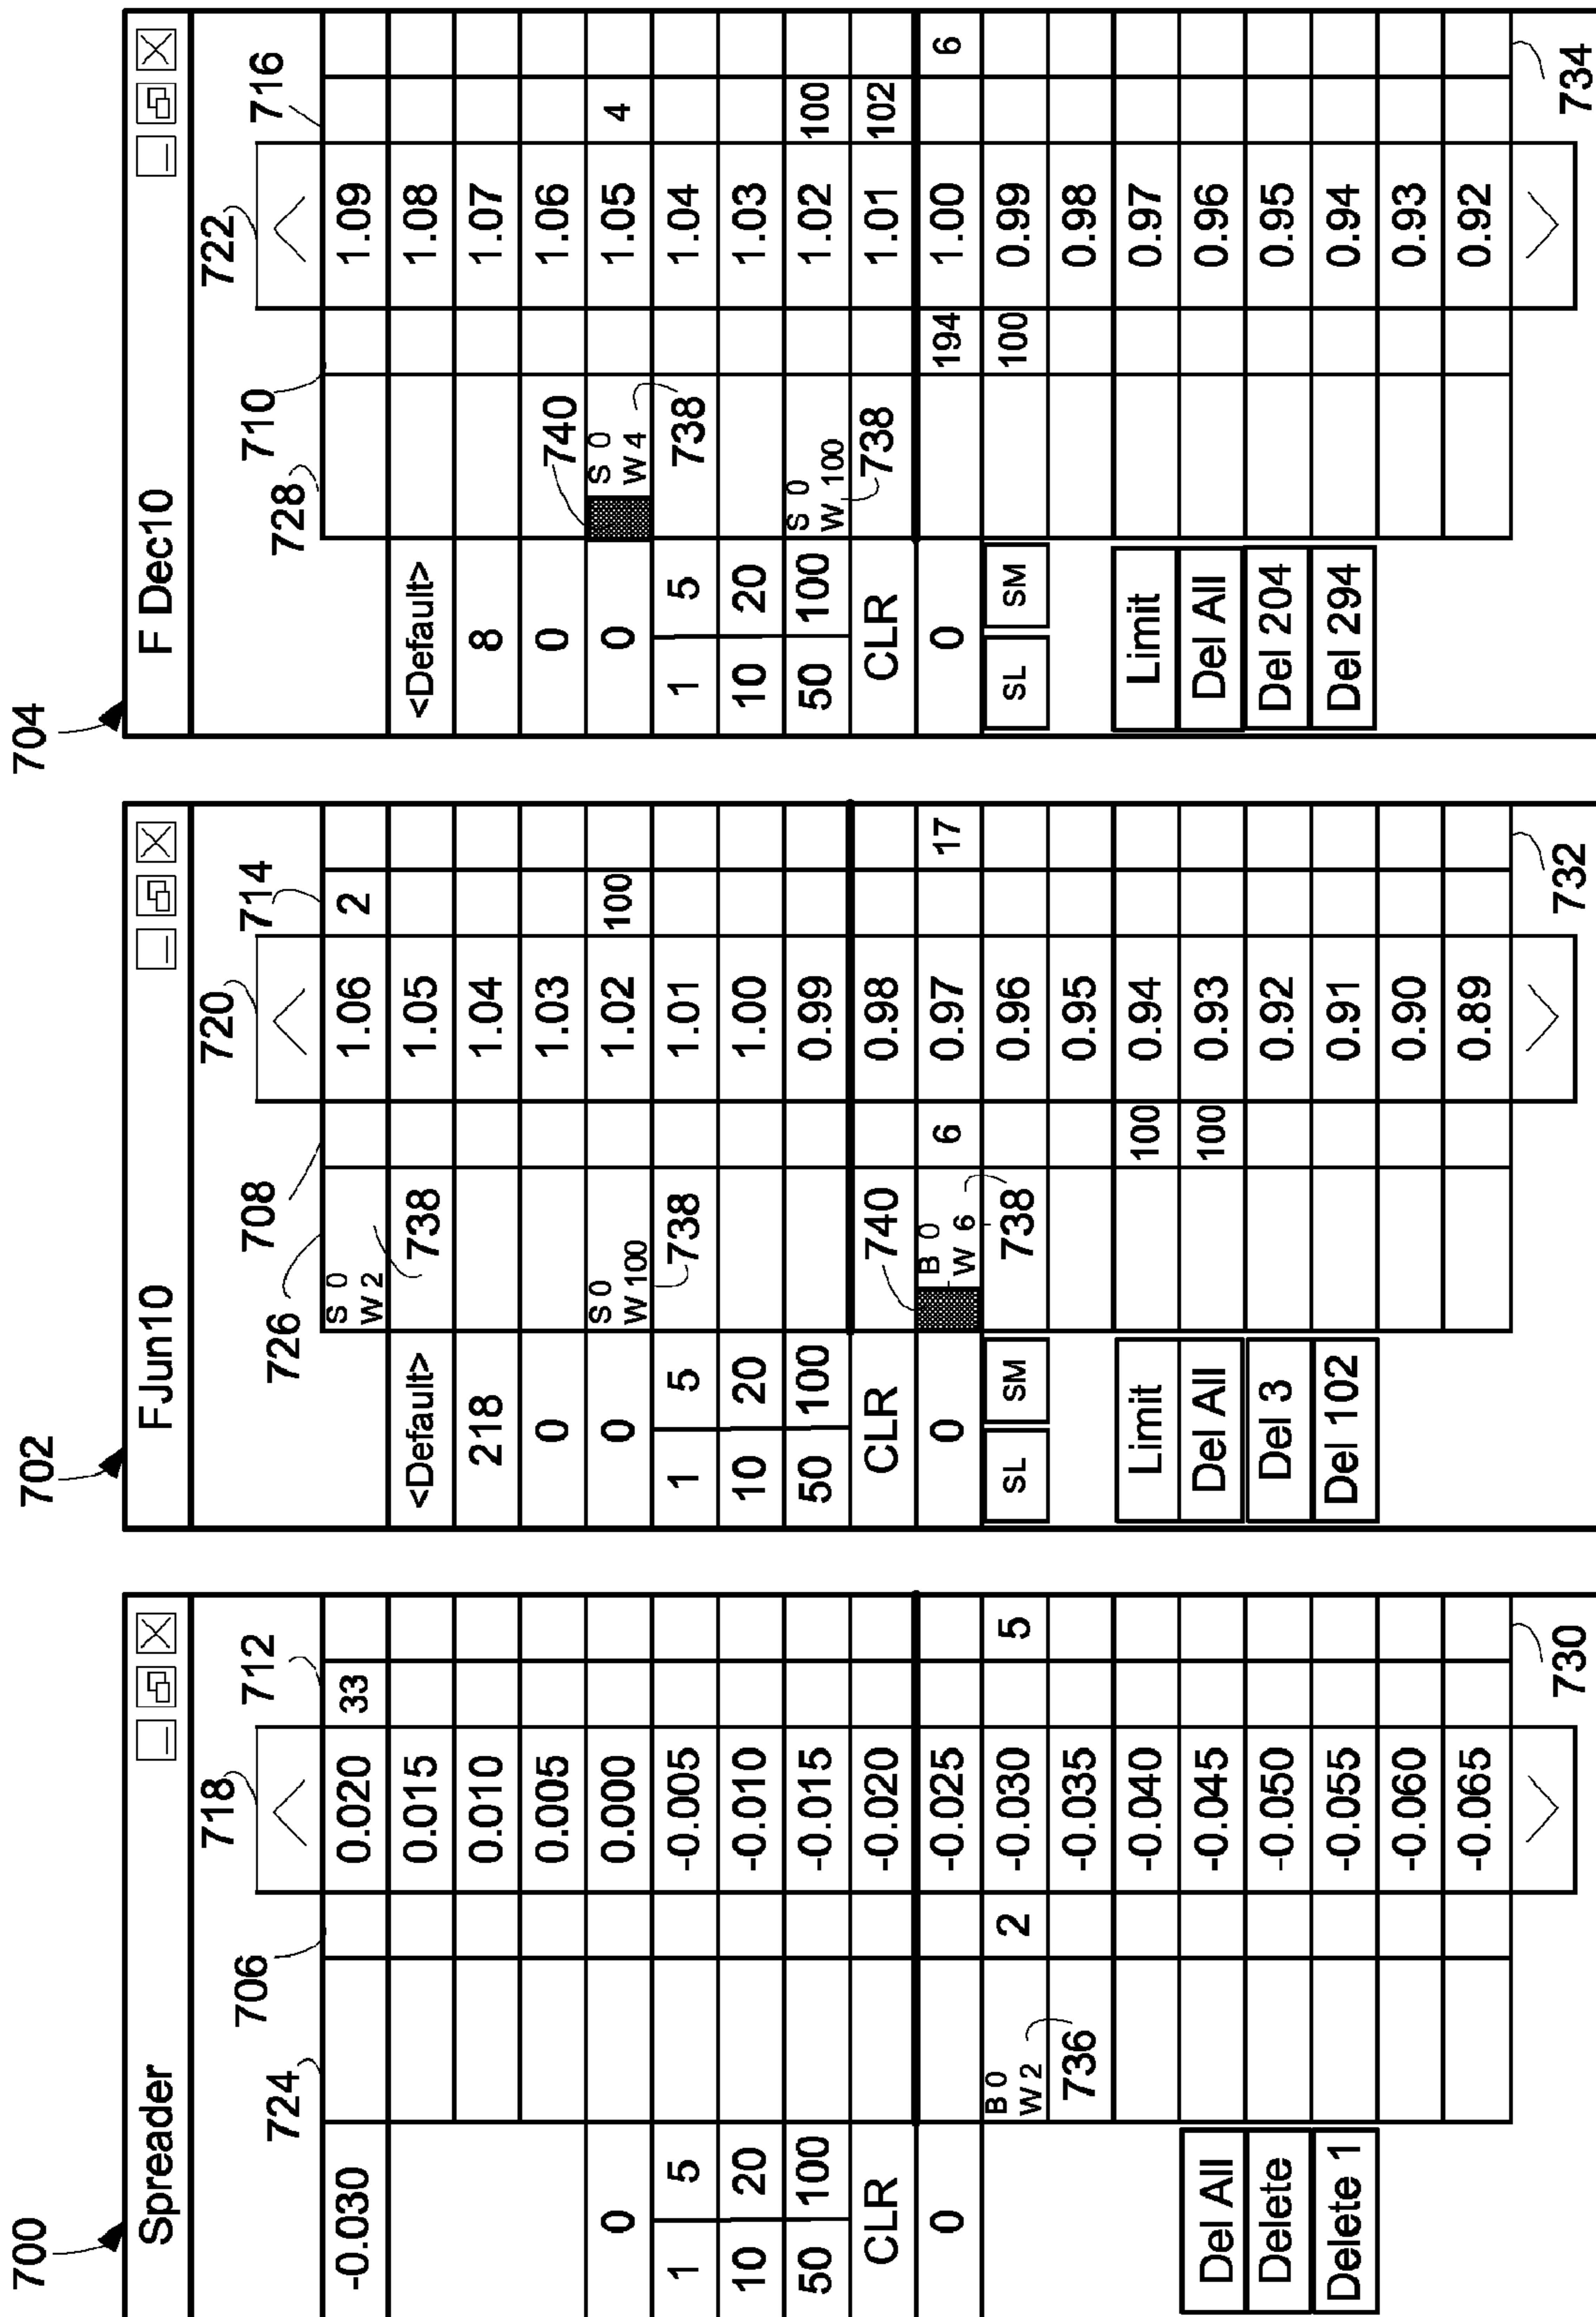 700
Spreader
718
712
706
724
-0.030
0.020 33
0.015
0.010
0.005
0 0.000
1 5 -0.005
10 20 -0.010
50 100 -0.015
CLR -0.020
0 -0.025
B 0
W 2 2 -0.030 5
736 -0.035
-0.040
Del All -0.045
Delete -0.050
Delete 1 -0.055
-0.060
-0.065
730
702
FJun10
720
714
708
726
S 0
W 2 1.06 2
<Default> 738 1.05
218 1.04
0 1.03
0 S 0
W 100 1.02 100
1 5 738 1.01
10 20 1.00
50 100 0.99
CLR 740 0.98
0 B 0
W 6 6 0.97 17
SL SM 738 0.96
0.95
Limit 100 0.94
Del All 100 0.93
Del 3 0.92
Del 102 0.91
0.90
0.89
732
704
F Dec10
722
716
710
728
1.09
<Default> 1.08
8 1.07
0 740 1.06
0 S 0
W 4 1.05 4
1 5 738 1.04
10 20 1.03
50 100 S 0
W 100 1.02 100
CLR 738 1.01 102
0 194 1.00 6
SL SM 100 0.99
0.98
Limit 0.97
Del All 0.96
Del 204 0.95
Del 294 0.94
0.93
0.92
734